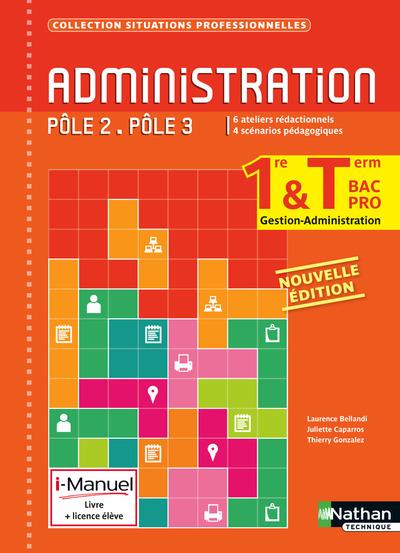 COLLECTION SITUATIONS PROFESSIONNELLES
ADMINISTRATION
PÔLE 2. PÔLE 3
6 ateliers rédactionnels
4 scénarios pédagogiques
1re & Term
BAC
PRO
Gestion-Administration
NOUVELLE
ÉDITION
Laurence Bellandi
Juliette Caparros
Thierry Gonzalez
i-Manuel
Livre
+ licence élève
Nathan
TECHNIQUE